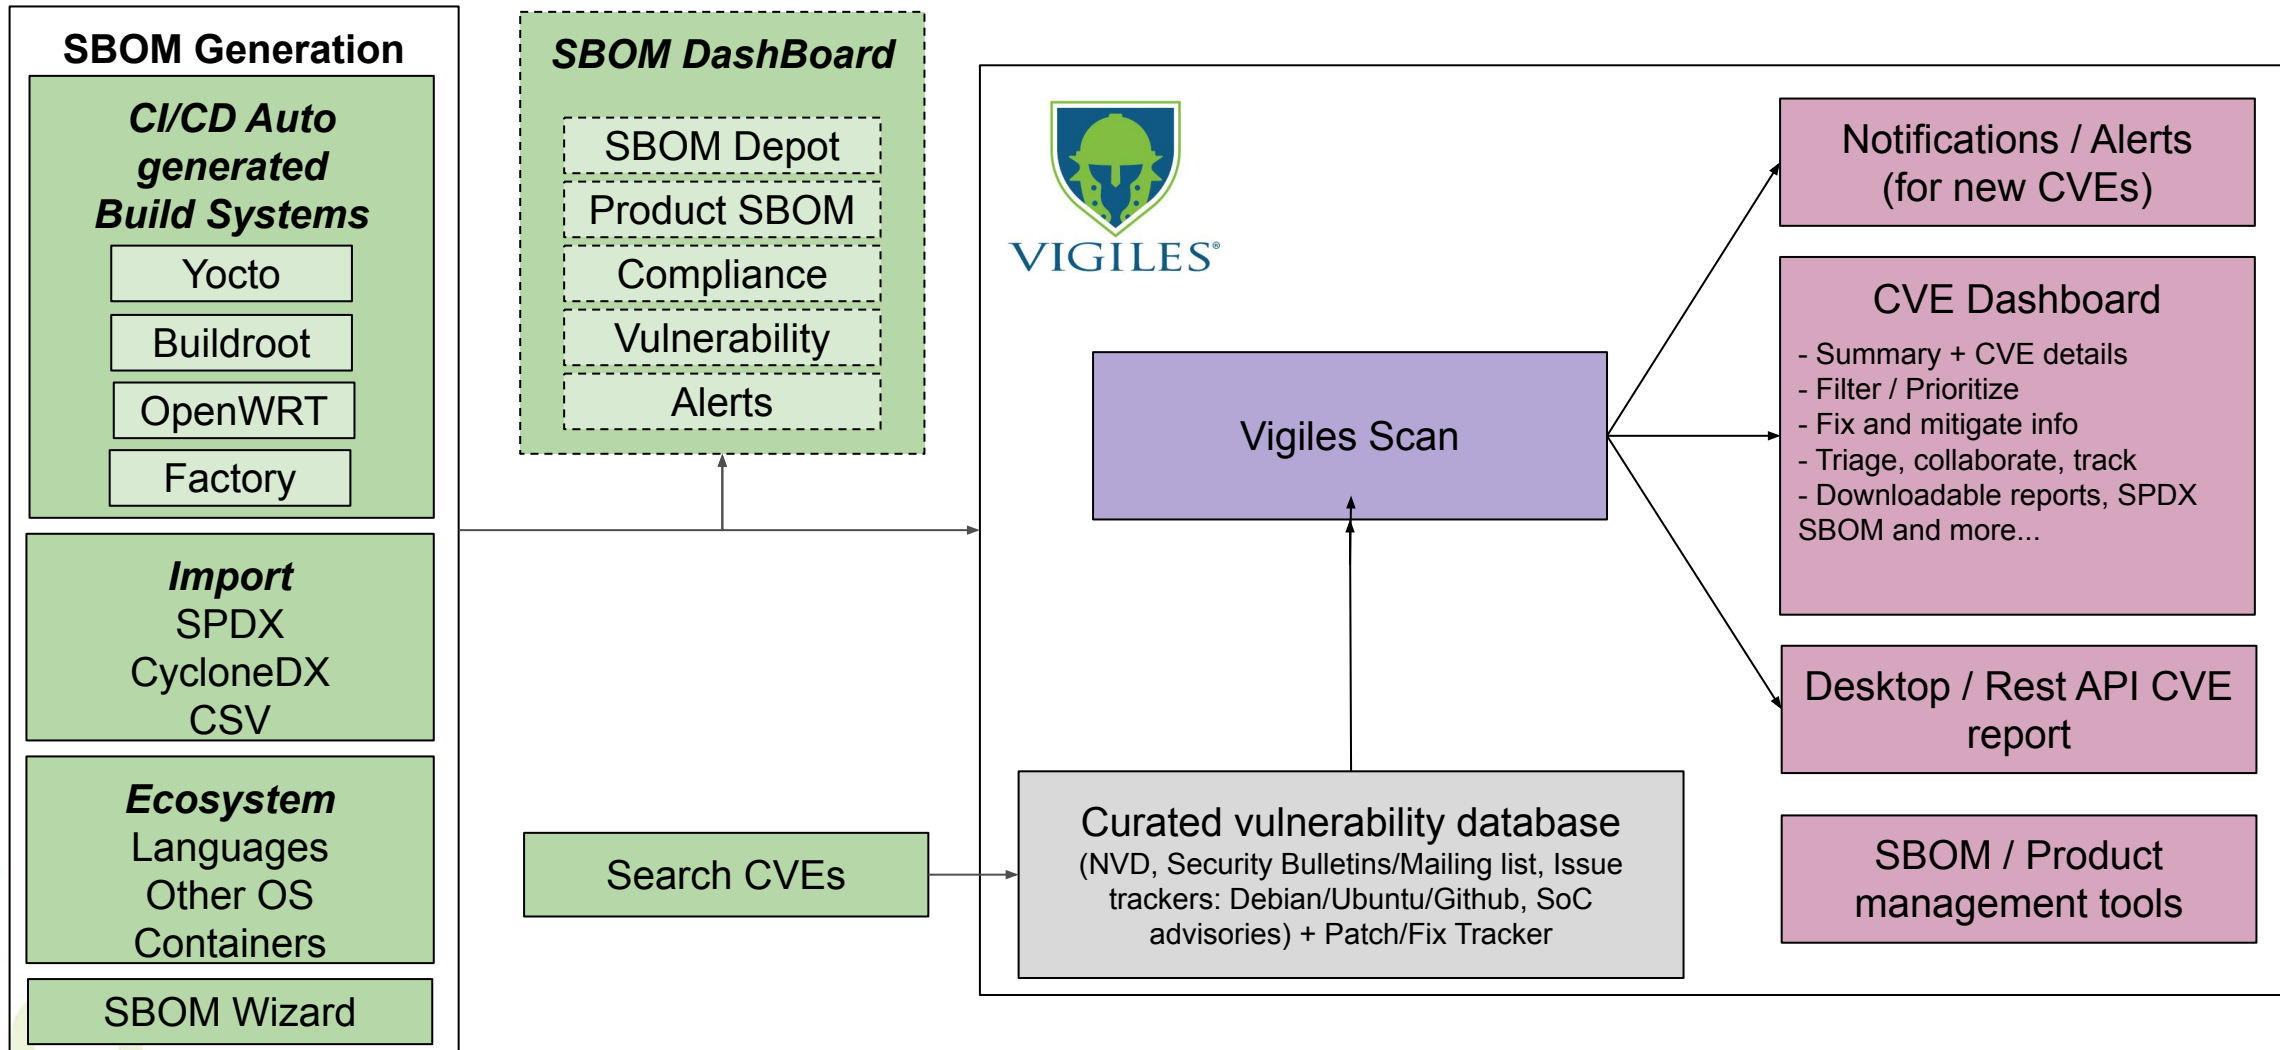 SBOM Generation
CI/CD Auto
generated
Build Systems
Yocto
Buildroot
OpenWRT
Factory
Import
SPDX
CycloneDX
CSV
Ecosystem
Languages
Other OS
Containers
SBOM Wizard
SBOM DashBoard
SBOM Depot
Product SBOM
Compliance
Vulnerability
Alerts
Search CVEs
VIGILES®
Vigiles Scan
Curated vulnerability database
(NVD, Security Bulletins/Mailing list, Issue
trackers: Debian/Ubuntu/Github, SoC
advisories) + Patch/Fix Tracker
Notifications / Alerts
(for new CVEs)
CVE Dashboard
- Summary + CVE details
- Filter / Prioritize
- Fix and mitigate info
- Triage, collaborate, track
- Downloadable reports, SPDX
SBOM and more...
Desktop / Rest API CVE
report
SBOM / Product
management tools